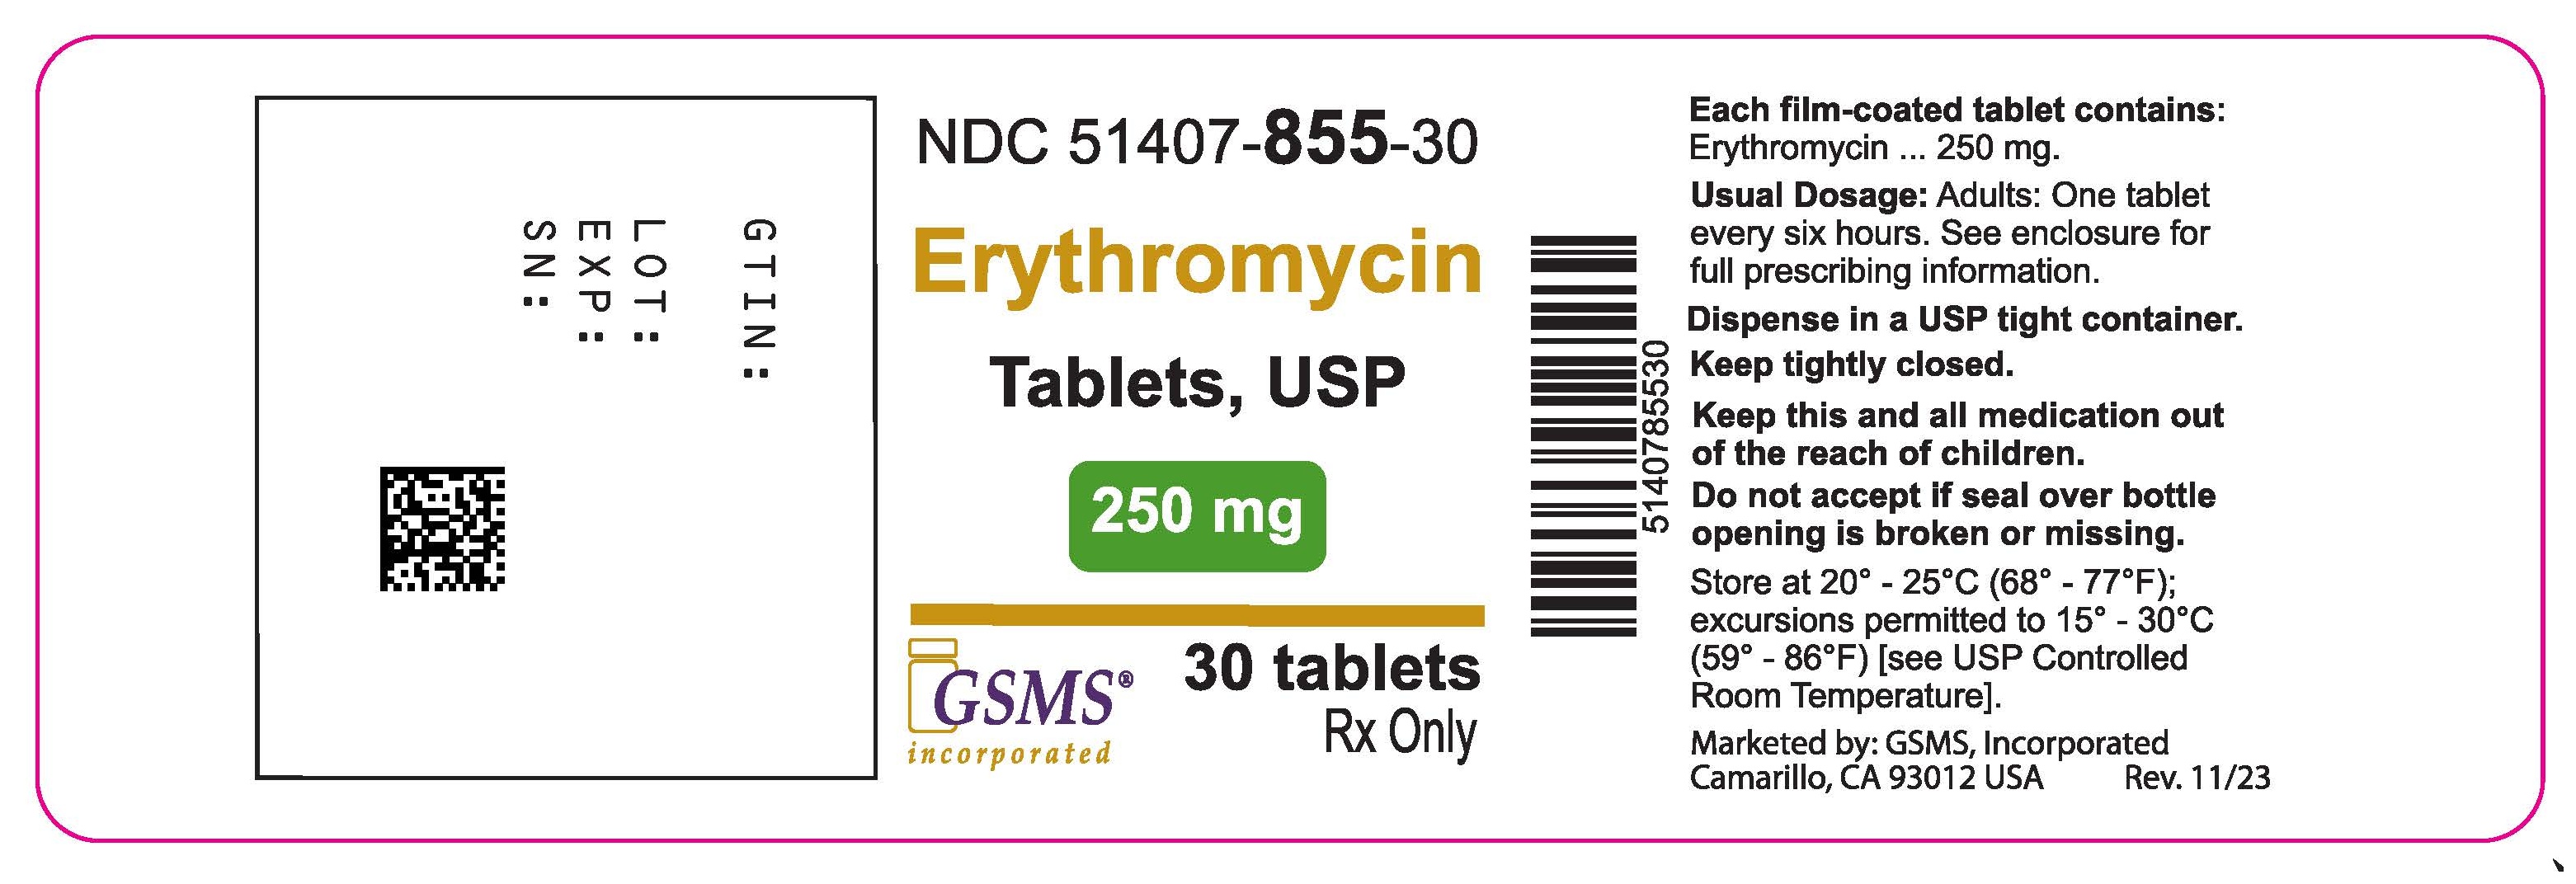 GTIN:
LOT:
EXP:
SN:
NDC 51407-855-30
Erythromycin
Tablets, USP
250 mg
GSMS®
incorporated
30 tablets
Rx Only
5140785530
Each film-coated tablet contains:
Erythromycin ... 250 mg.
Usual Dosage: Adults: One tablet
every six hours. See enclosure for
full prescribing information.
Dispense in a USP tight container.
Keep tightly closed.
Keep this and all medication out
of the reach of children.
Do not accept if seal over bottle
opening is broken or missing.
Store at 20° - 25°C (68° - 77°F);
excursions permitted to 15° - 30°C
(59° - 86°F) [see USP Controlled
Room Temperature].
Marketed by: GSMS, Incorporated
Camarillo, CA 93012 USA Rev. 11/23